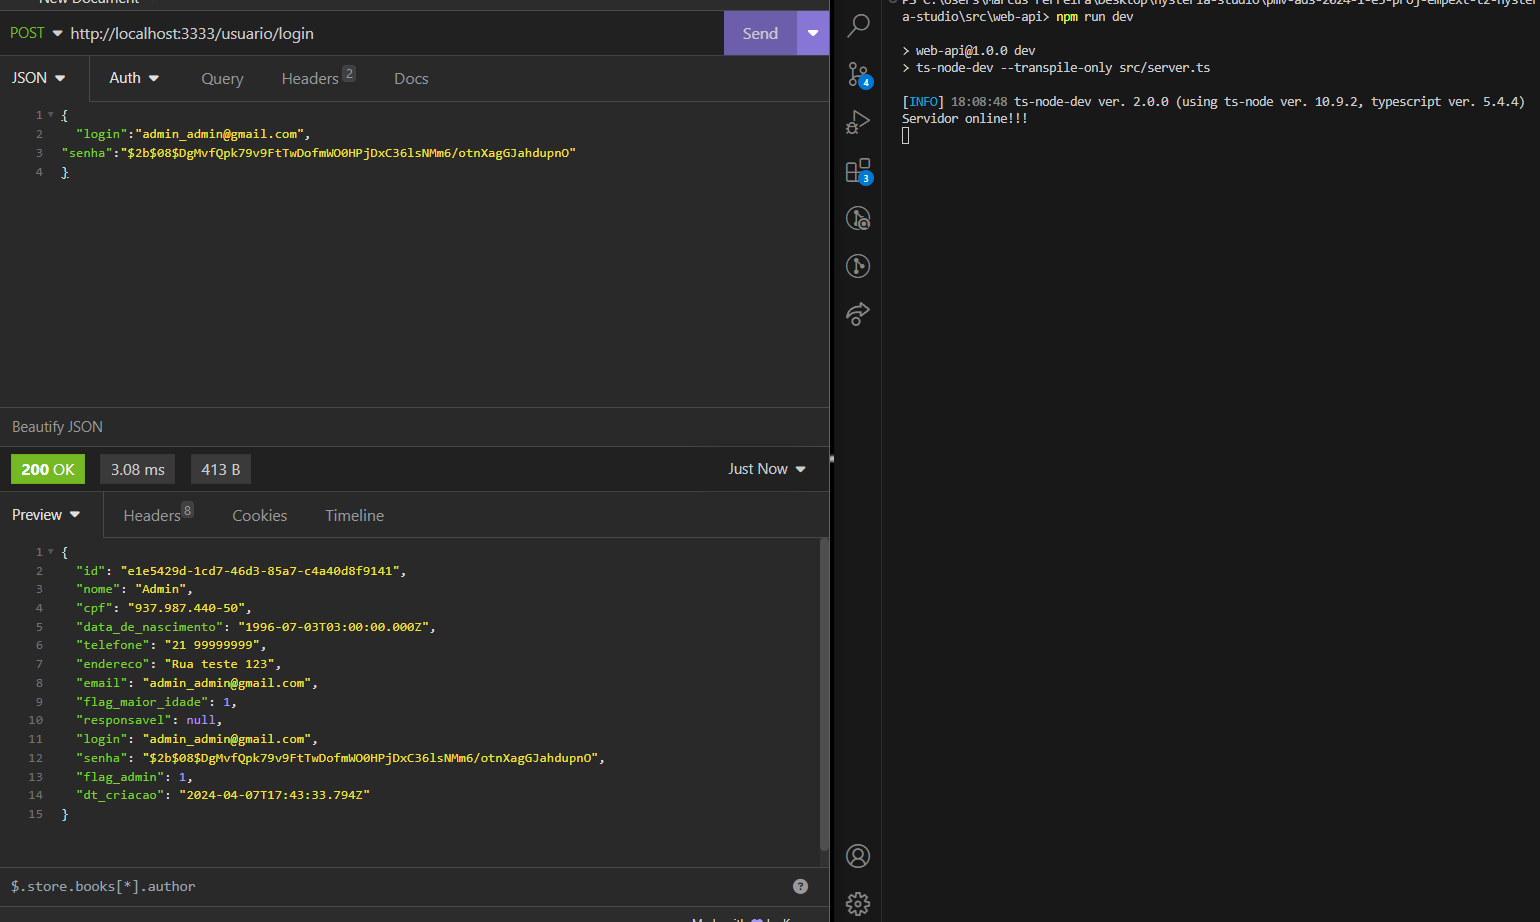 New Document
POST http://localhost:3333/usuario/login Send
JSON Auth Query Headers 2 Docs
1 {
2 "login":"admin_admin@gmail.com",
3 "senha":"$2b$08$DgMvfQpk79v9FtTwDofmWO0HPjDxC36lsNMm6/otnXagGJahdupnO"
4 }
Beautify JSON
200 OK 3.08 ms 413 B Just Now
Preview Headers 8 Cookies Timeline
1 {
2 "id": "e1e5429d-1cd7-46d3-85a7-c4a40d8f9141",
3 "nome": "Admin",
4 "cpf": "937.987.440-50",
5 "data_de_nascimento": "1996-07-03T03:00:00.000Z",
6 "telefone": "21 99999999",
7 "endereco": "Rua teste 123",
8 "email": "admin_admin@gmail.com",
9 "flag_maior_idade": 1,
10 "responsavel": null,
11 "login": "admin_admin@gmail.com",
12 "senha": "$2b$08$DgMvfQpk79v9FtTwDofmWO0HPjDxC36lsNMm6/otnXagGJahdupnO",
13 "flag_admin": 1,
14 "dt_criacao": "2024-04-07T17:43:33.794Z"
15 }
$.store.books[*].author ?
4
3
a-studio\src\web-api> npm run dev
> web-api@1.0.0 dev
> ts-node-dev --transpile-only src/server.ts
[INFO] 18:08:48 ts-node-dev ver. 2.0.0 (using ts-node ver. 10.9.2, typescript ver. 5.4.4)
Servidor online!!!